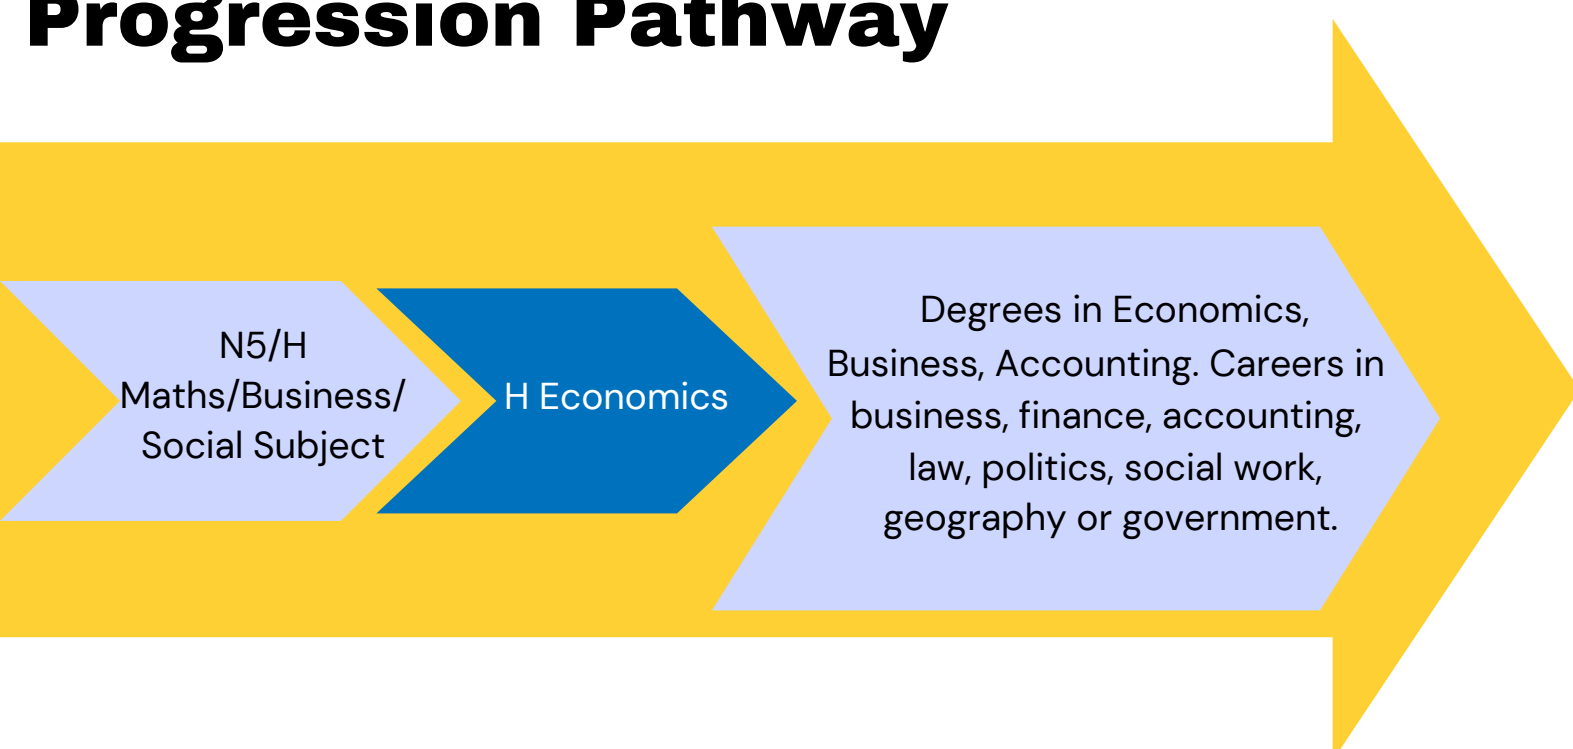 Progression Pathway
N5/H
Maths/Business/
Social Subject
H Economics
Degrees in Economics,
Business, Accounting. Careers in
business, finance, accounting,
law, politics, social work,
geography or government.